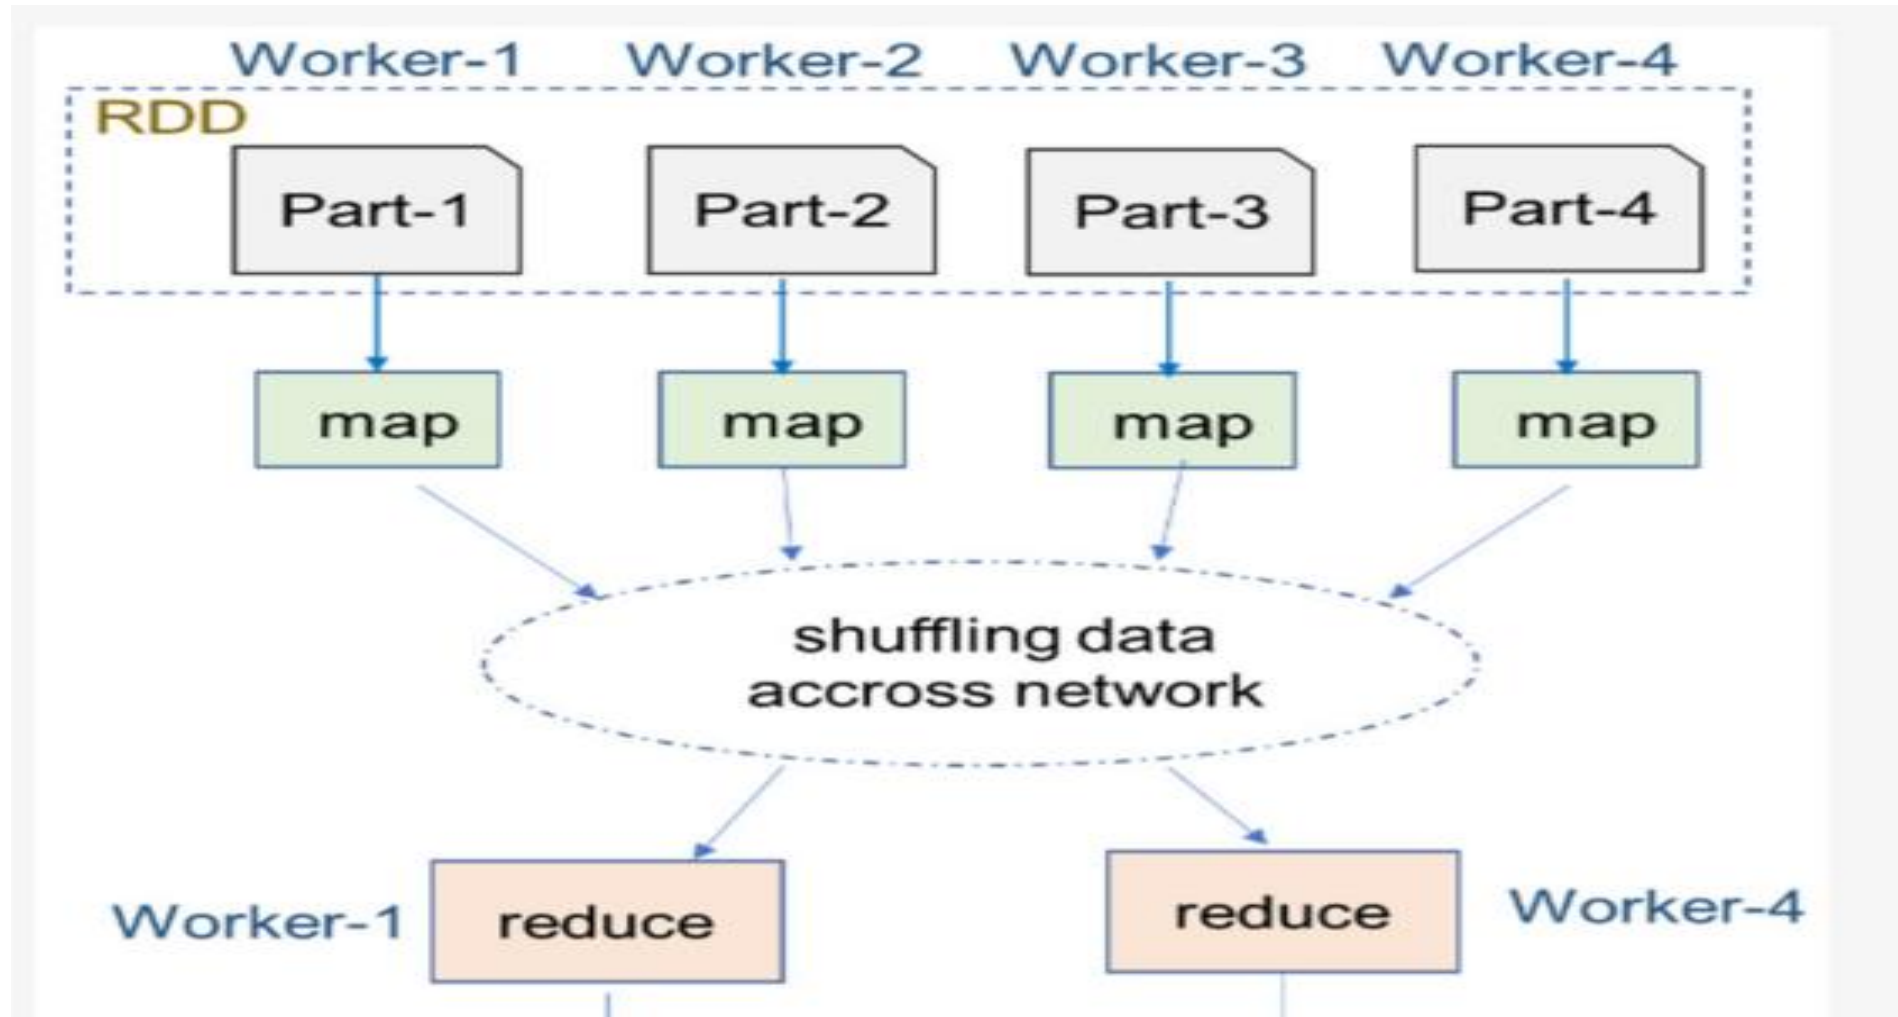 Worker-1 Worker-2 Worker-3 Worker-4
RDD
Part-1 Part-2 Part-3 Part-4
map map map map
shuffling data
accross network
Worker-1 reduce reduce Worker-4